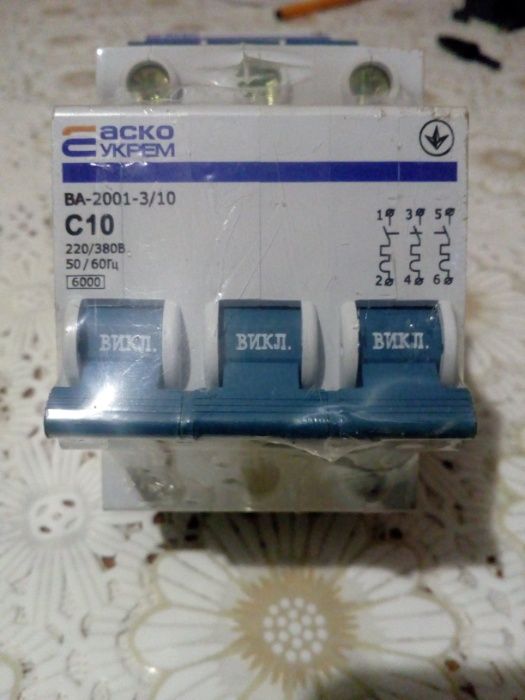 аско
УКРЕМ
ВА-2001-3/10
C10
220/380В
50/60Гц
6000
1 3 5
2 4 6
ВИКЛ. ВИКЛ. ВИКЛ.